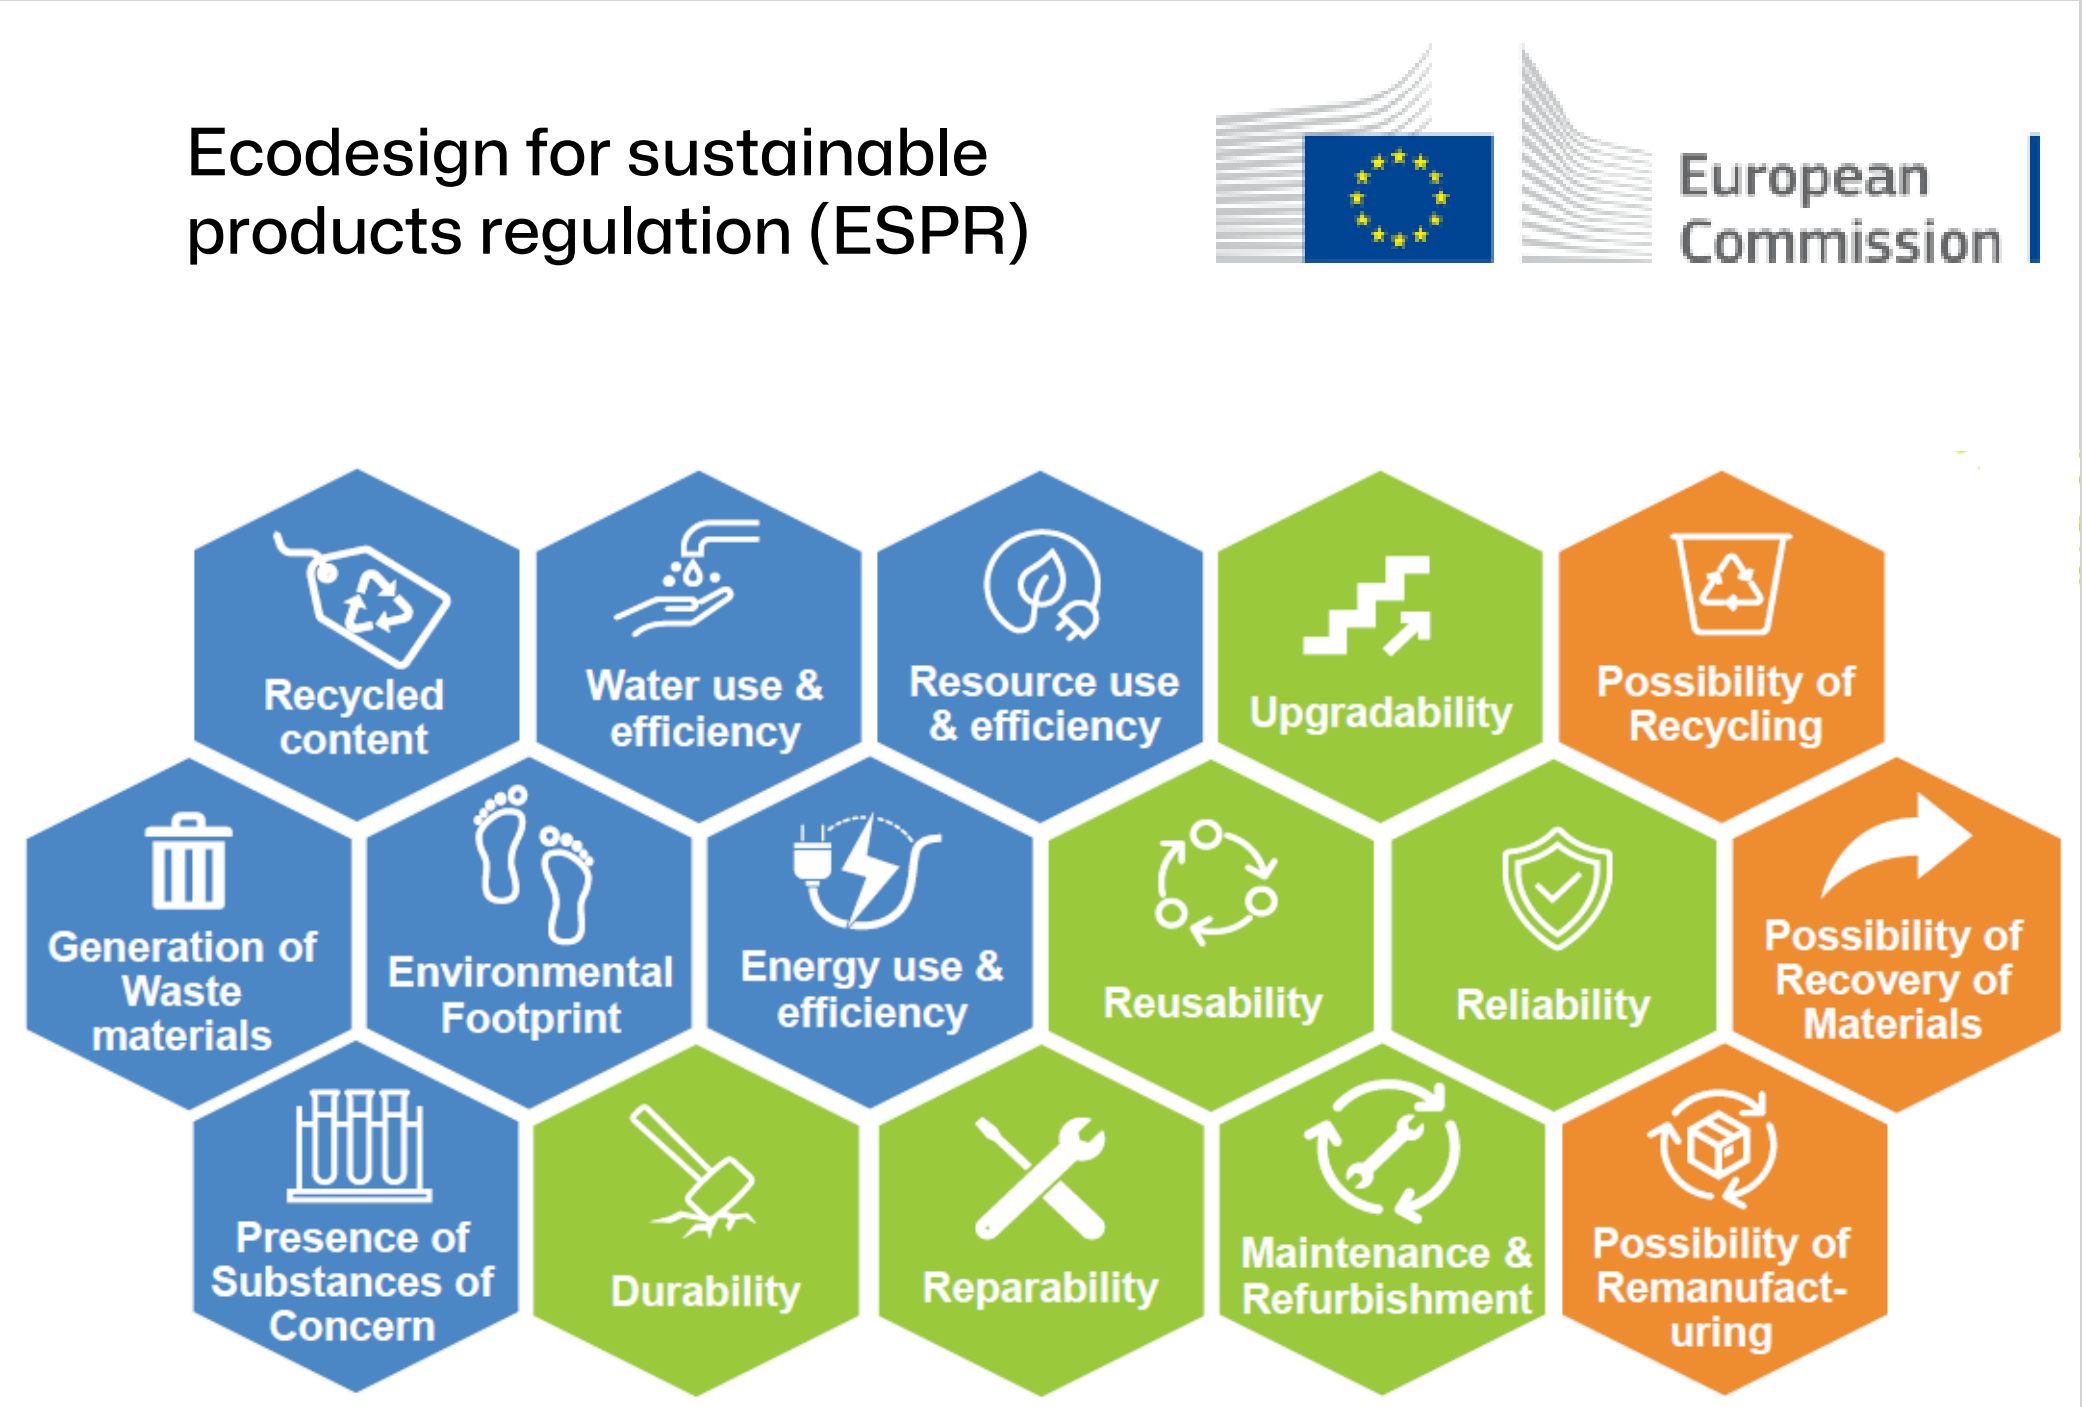 Ecodesign for sustainable
products regulation (ESPR)
European
Commission
Recycled
content
Water use &
efficiency
Resource use
& efficiency
Upgradability
Possibility of
Recycling
Generation of
Waste
materials
Environmental
Footprint
Energy use &
efficiency
Reusability
Reliability
Possibility of
Recovery of
Materials
Presence of
Substances of
Concern
Durability
Reparability
Maintenance &
Refurbishment
Possibility of
Remanufact-
uring